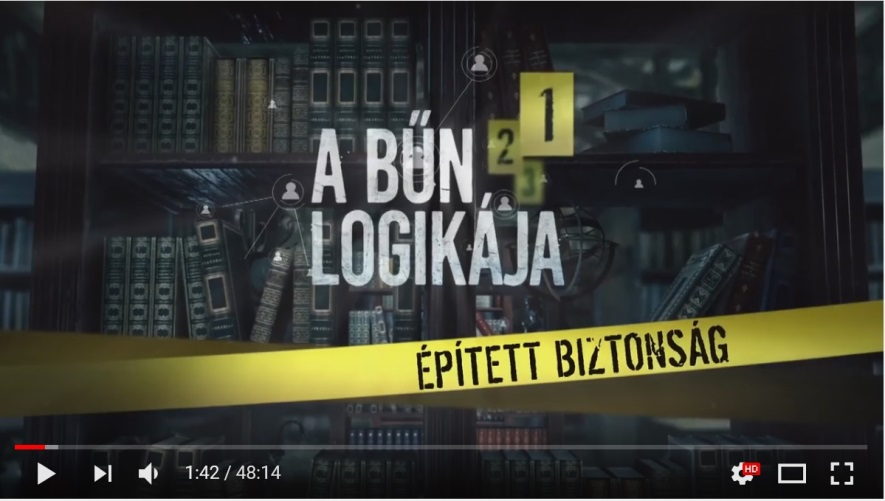 1
2
3
A BŰN
LOGIKÁJA
ÉPÍTETT BIZTONSÁG
1:42 / 48:14
HD